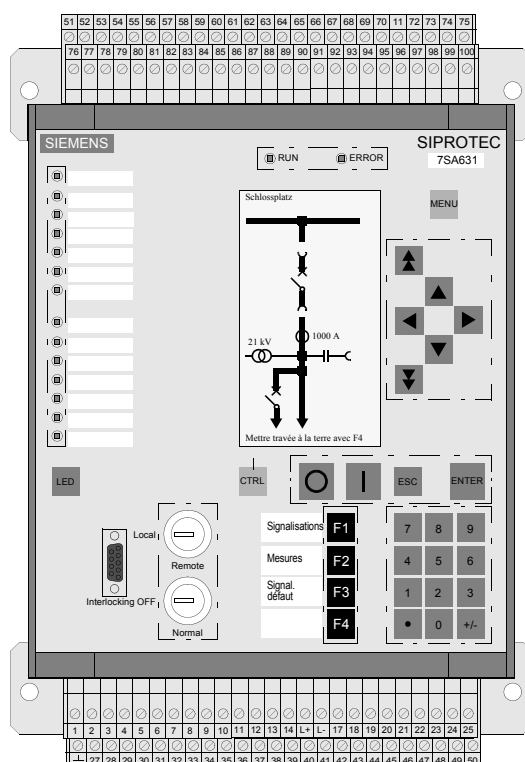 51 52 53 54 55 56 57 58 59 60 61 62 63 64 65 66 67 68 69 70 11 72 73 74 75
76 77 78 79 80 81 82 83 84 85 86 87 88 89 90 91 92 93 94 95 96 97 98 99 100
SIEMENS
SIPROTEC
RUN ERROR
7SA631
Schlossplatz
MENU
21 kV 1000 A
Mettre travée à la terre avec F4
LED
CTRL
ESC
ENTER
Local
Remote
Interlocking OFF
Normal
Signalisations F1
Mesures F2
Signal.
défaut F3
F4
7 8 9
4 5 6
1 2 3
• 0 +/-
1 2 3 4 5 6 7 8 9 10 11 12 13 14 L+ L- 17 18 19 20 21 22 23 24 25
27 28 29 30 31 32 33 34 35 36 37 38 39 40 41 42 43 44 45 46 47 48 49 50